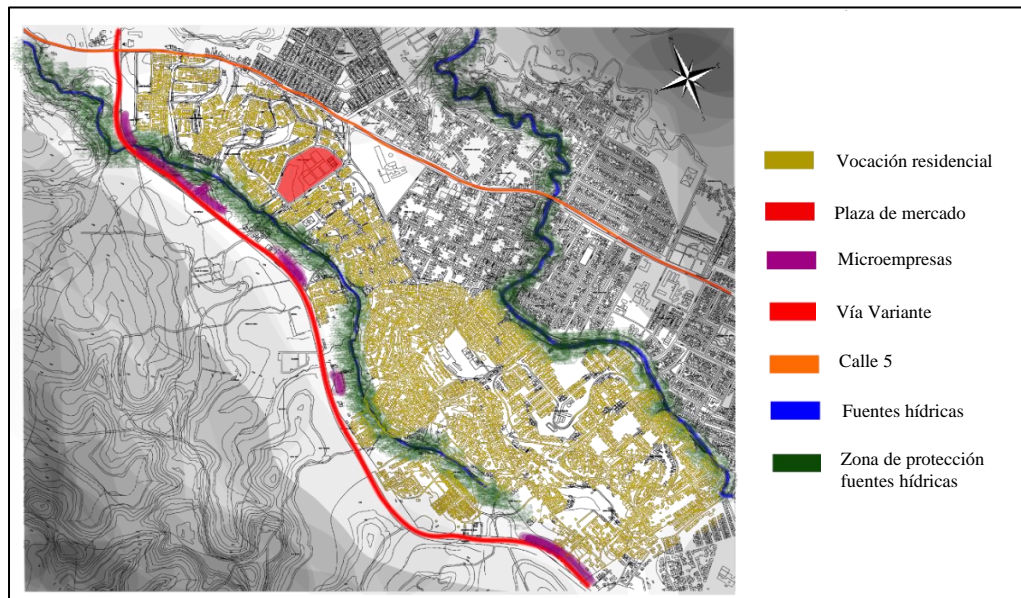 Vocación residencial
Plaza de mercado
Microempresas
Vía Variante
Calle 5
Fuentes hídricas
Zona de protección
fuentes hídricas